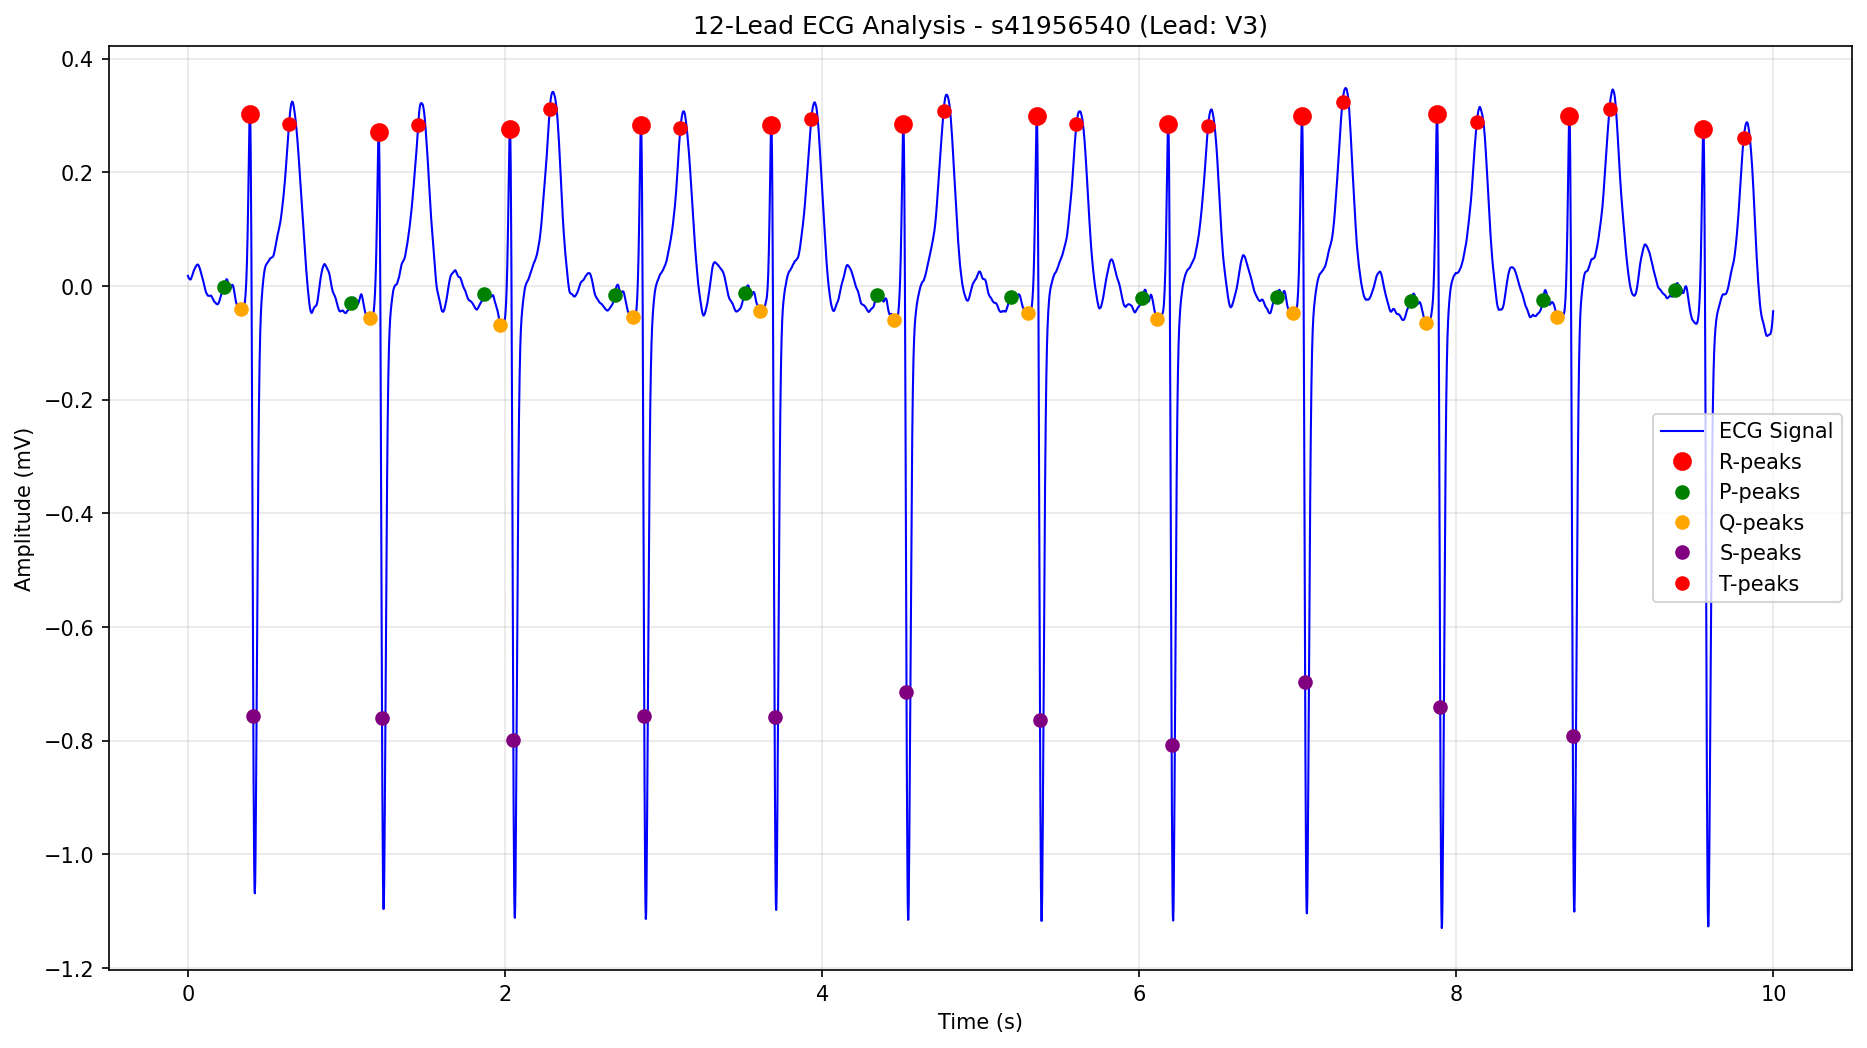 12-Lead ECG Analysis - s41956540 (Lead: V3)
0.4
0.2
0.0
−0.2
−0.4
−0.6
−0.8
−1.0
−1.2
Amplitude (mV)
ECG Signal
R-peaks
P-peaks
Q-peaks
S-peaks
T-peaks
0 2 4 6 8 10
Time (s)